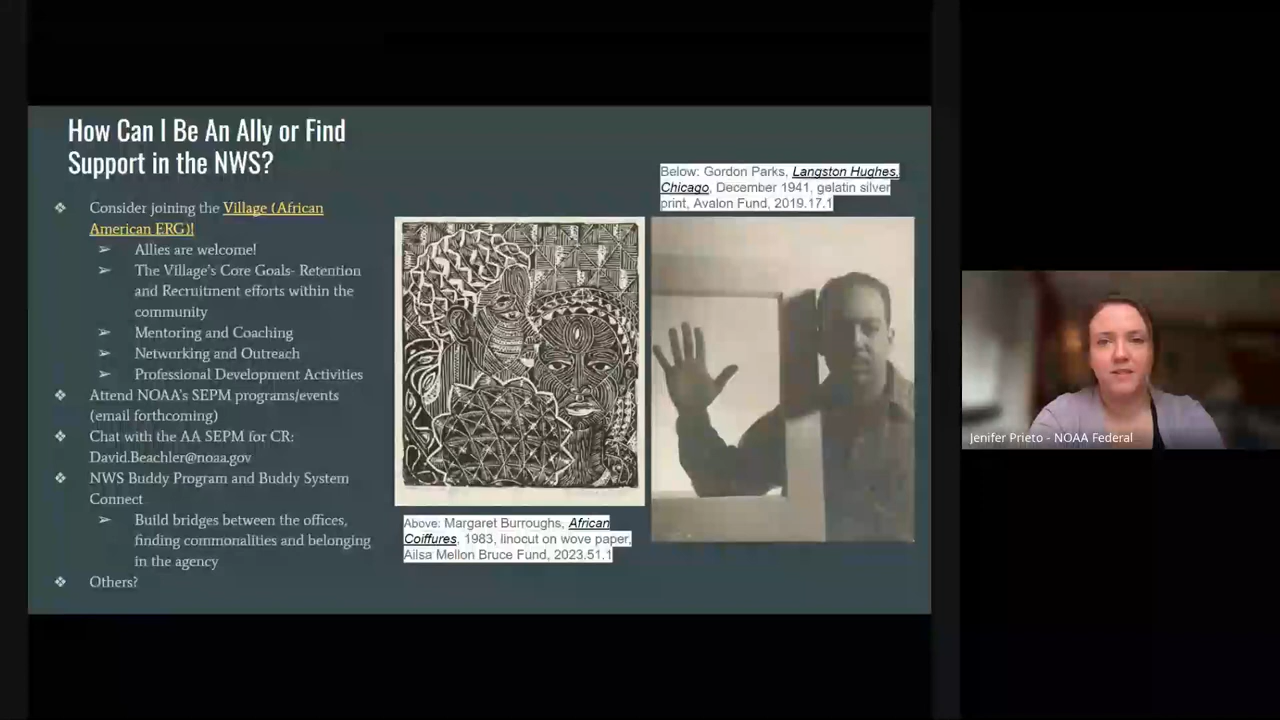 How Can I Be An Ally or Find
Support in the NWS?
❖ Consider joining the Village (African
American ERG)!
➢ Allies are welcome!
➢ The Village's Core Goals- Retention
and Recruitment efforts within the
community
➢ Mentoring and Coaching
➢ Networking and Outreach
➢ Professional Development Activities
❖ Attend NOAA's SEPM programs/events
(email forthcoming)
❖ Chat with the AA SEPM for CR:
David.Beachler@noaa.gov
❖ NWS Buddy Program and Buddy System
Connect
➢ Build bridges between the offices,
finding commonalities and belonging
in the agency
❖ Others?
Above: Margaret Burroughs, African
Coiffures, 1983, linocut on wove paper,
Ailsa Mellon Bruce Fund, 2023.51.1
Below: Gordon Parks, Langston Hughes,
Chicago, December 1941, gelatin silver
print, Avalon Fund, 2019.17.1
Jenifer Prieto - NOAA Federal